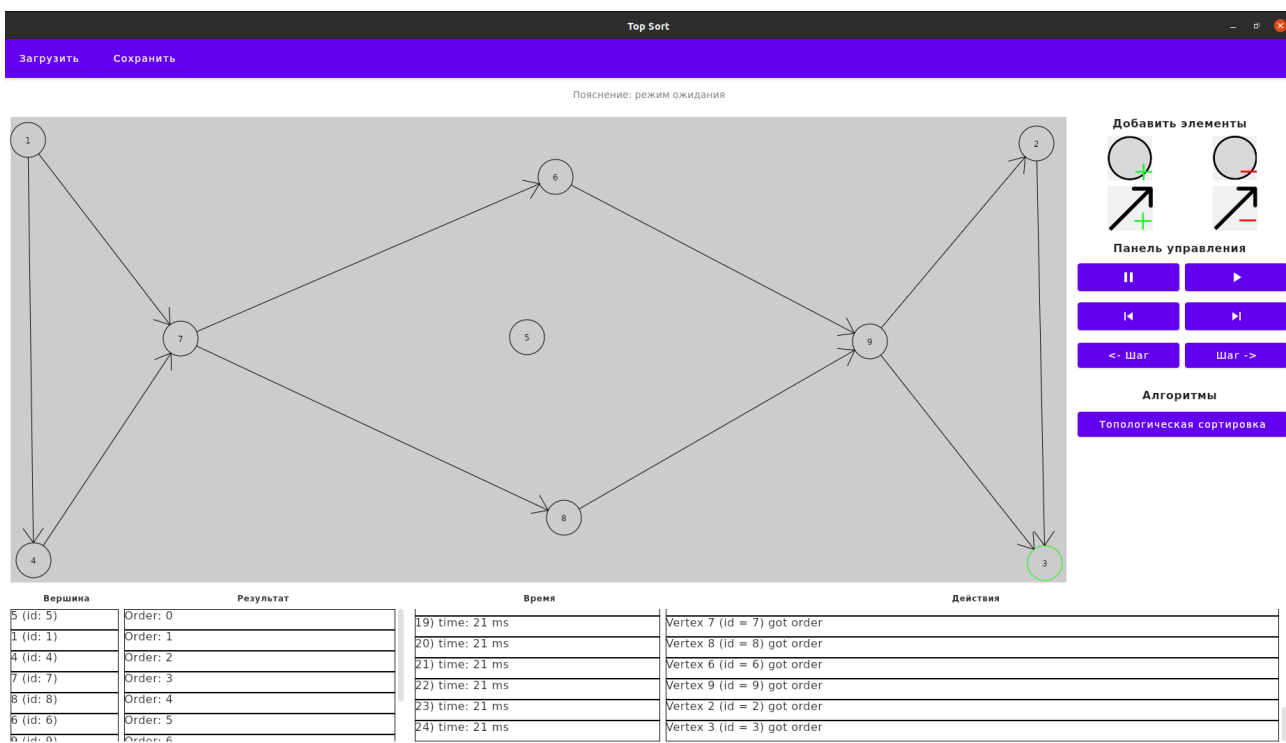 Top Sort
Загрузить Сохранить
Пояснение: режим ожидания
1
2
6
7
5
9
8
4
3
Добавить элементы
Панель управления
<- Шаг Шаг ->
Алгоритмы
Топологическая сортировка
Вершина Результат Время Действия
5 (id: 5) Order: 0
1 (id: 1) Order: 1
4 (id: 4) Order: 2
7 (id: 7) Order: 3
8 (id: 8) Order: 4
6 (id: 6) Order: 5
9 (id: 9) Order: 6
19) time: 21 ms Vertex 7 (id = 7) got order
20) time: 21 ms Vertex 8 (id = 8) got order
21) time: 21 ms Vertex 6 (id = 6) got order
22) time: 21 ms Vertex 9 (id = 9) got order
23) time: 21 ms Vertex 2 (id = 2) got order
24) time: 21 ms Vertex 3 (id = 3) got order